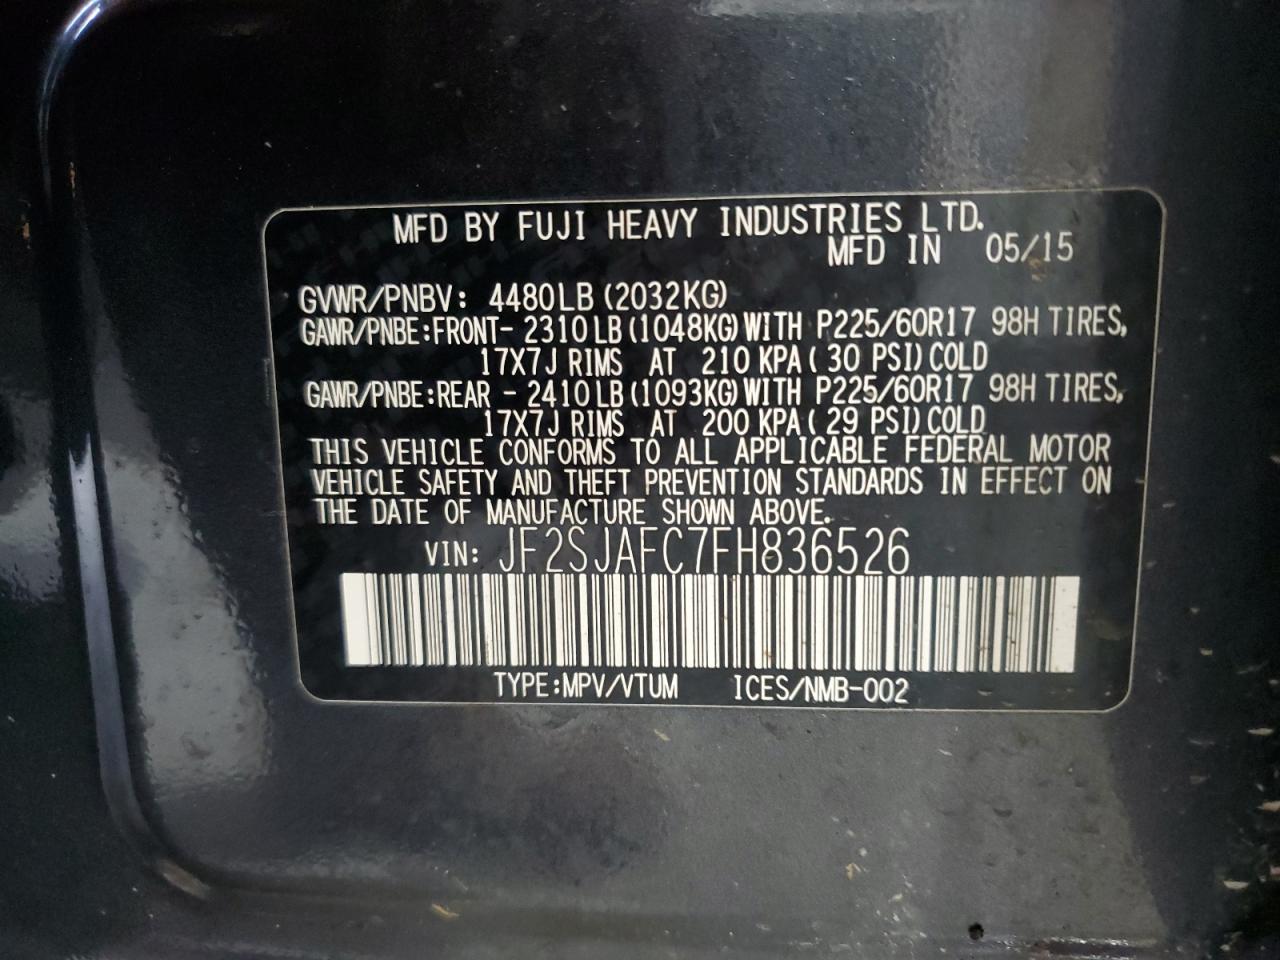 MFD BY FUJI HEAVY INDUSTRIES LTD.
MFD IN 05/15
GVWR/PNBV: 4480LB (2032KG)
GAWR/PNBE:FRONT- 2310LB (1048KG)WITH P225/60R17 98H TIRES,
17X7J RIMS AT 210 KPA( 30 PSI)COLD
GAWR/PNBE:REAR - 2410LB (1093KG)WITH P225/60R17 98H TIRES,
17X7J RIMS AT 200 KPA( 29 PSI)COLD
THIS VEHICLE CONFORMS TO ALL APPLICABLE FEDERAL MOTOR
VEHICLE SAFETY AND THEFT PREVENTION STANDARDS IN EFFECT ON
THE DATE OF MANUFACTURE SHOWN ABOVE.
VIN: JF2SJAFC7FH836526
TYPE:MPV/VTUM ICES/NMB-002